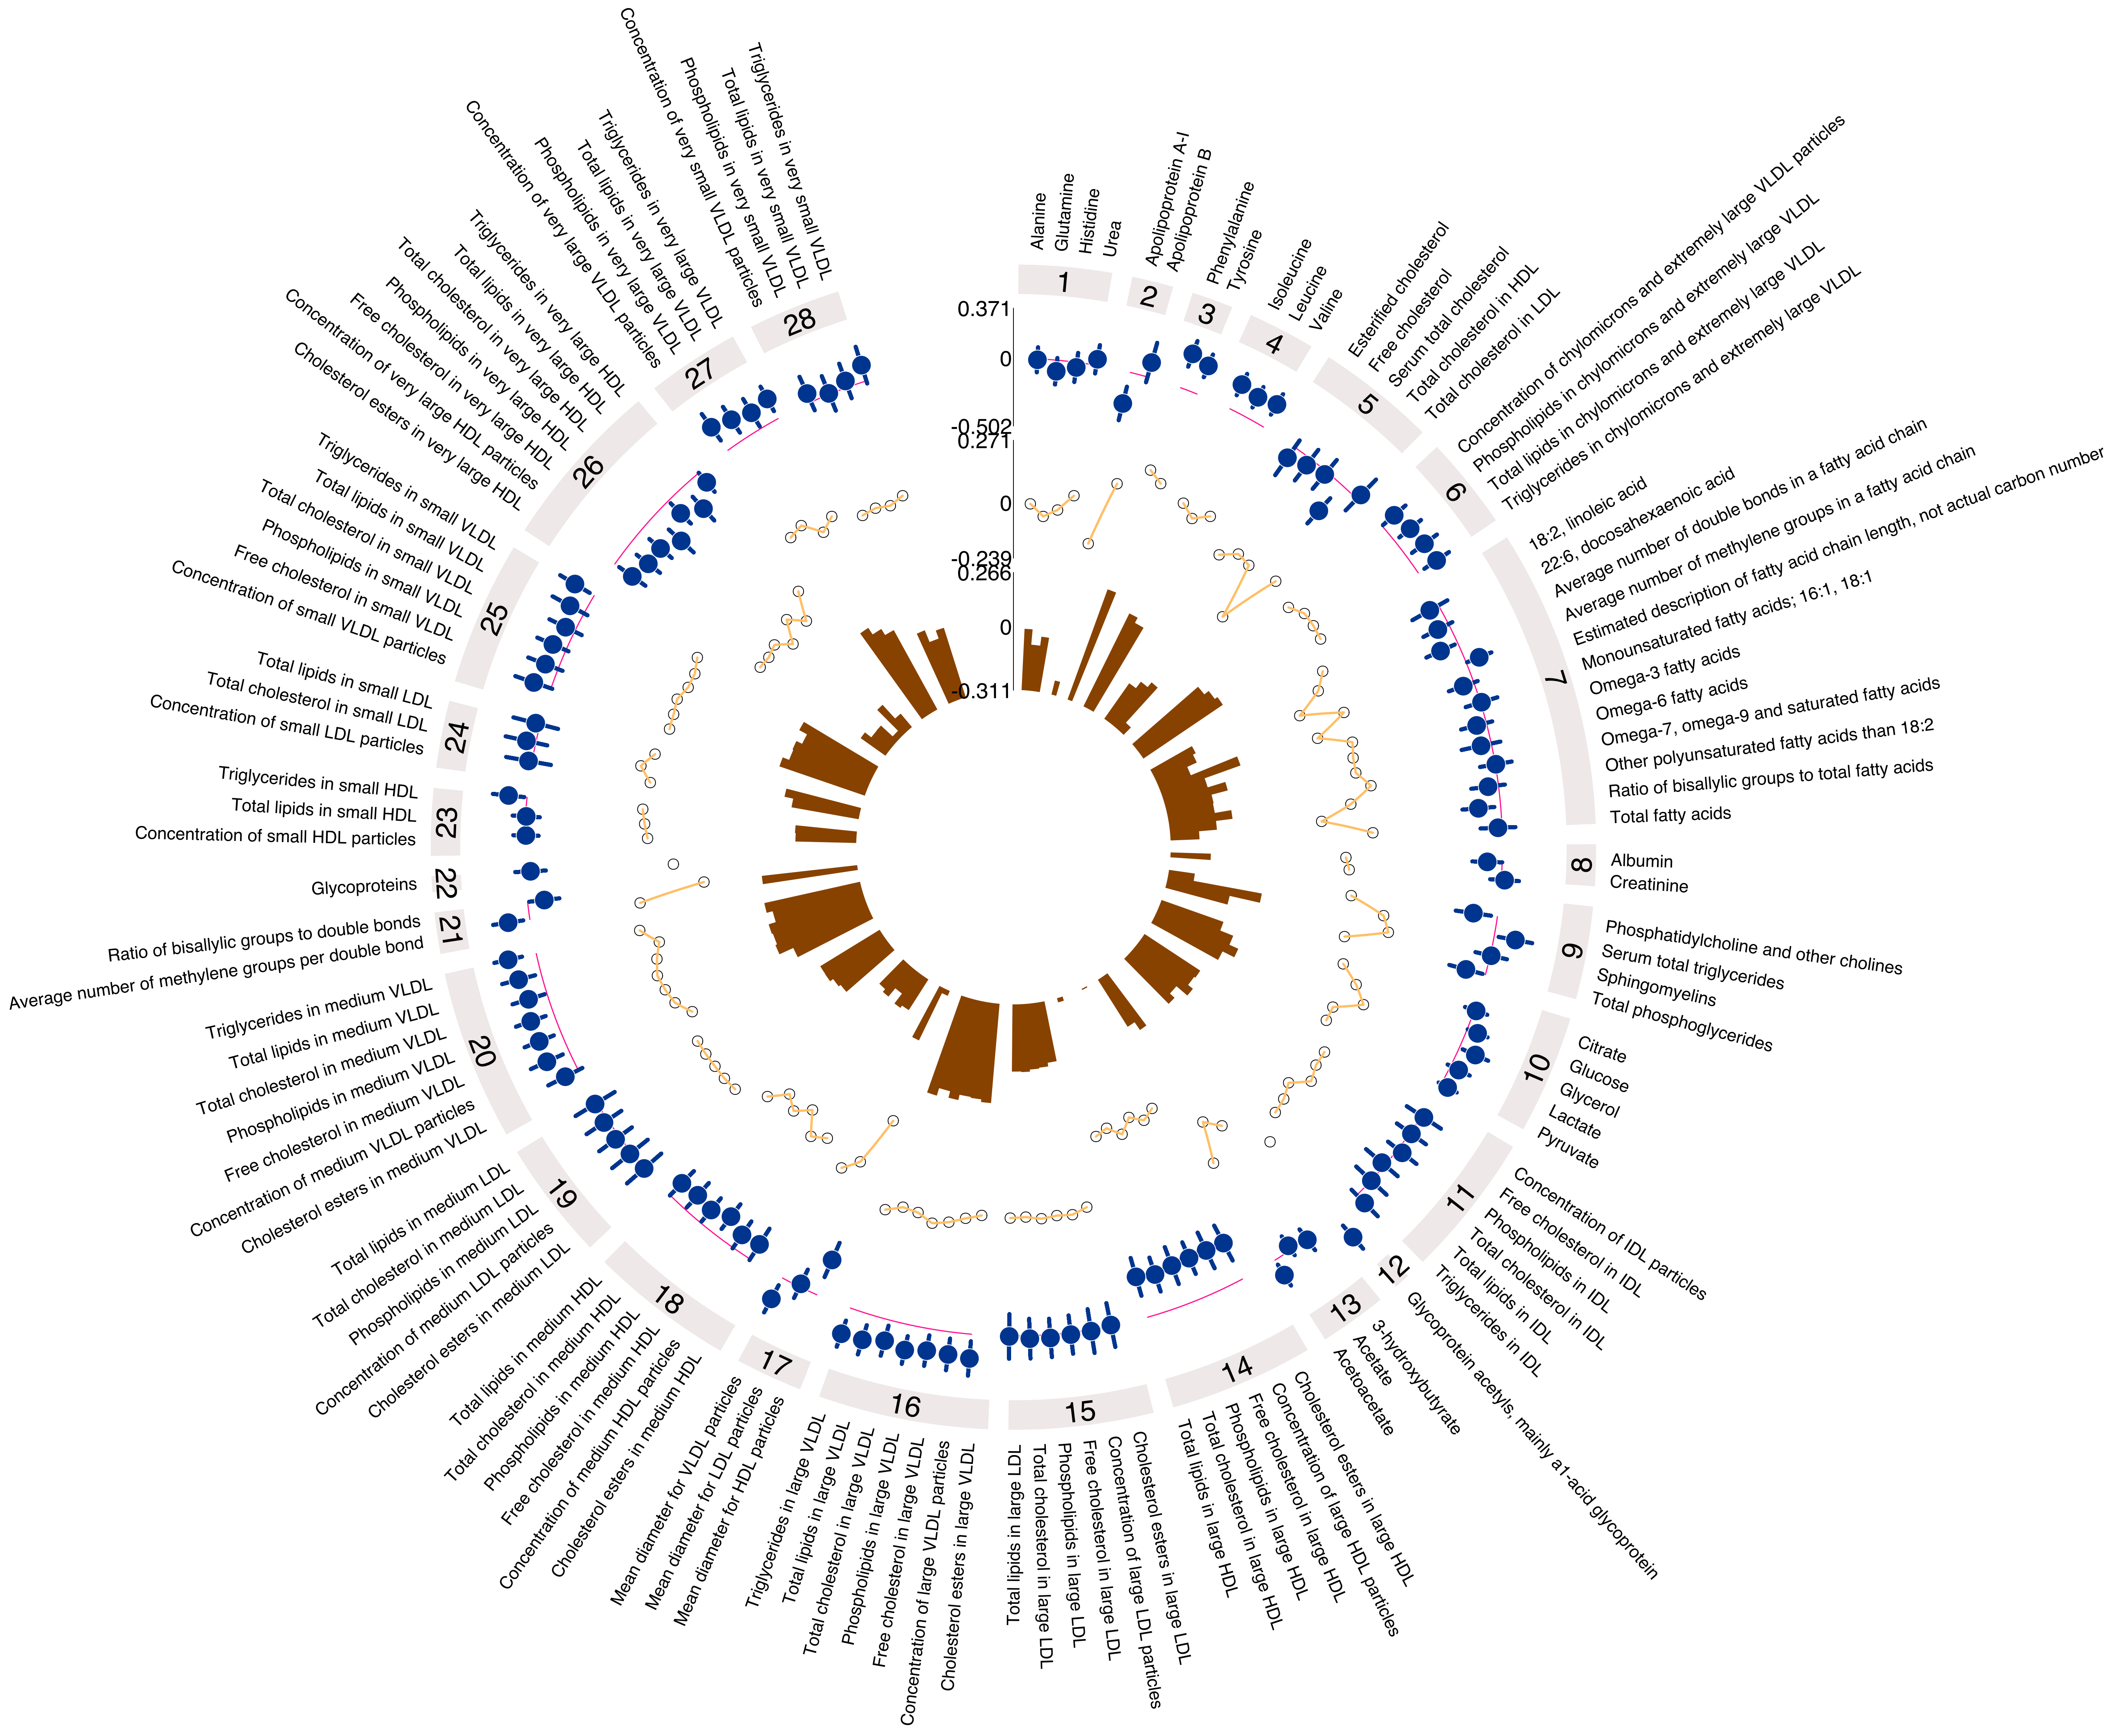 Alanine
Glutamine
Histidine
Urea
1
Apolipoprotein A-I
Apolipoprotein B
2
Phenylalanine
Tyrosine
3
Isoleucine
Leucine
Valine
4
Esterified cholesterol
Free cholesterol
Serum total cholesterol
Total cholesterol in HDL
Total cholesterol in LDL
5
Concentration of chylomicrons and extremely large VLDL particles
Phospholipids in chylomicrons and extremely large VLDL
Total lipids in chylomicrons and extremely large VLDL
Triglycerides in chylomicrons and extremely large VLDL
6
18:2, linoleic acid
22:6, docosahexaenoic acid
Average number of double bonds in a fatty acid chain
Average number of methylene groups in a fatty acid chain
Estimated description of fatty acid chain length, not actual carbon number
Monounsaturated fatty acids; 16:1, 18:1
Omega-3 fatty acids
Omega-6 fatty acids
Omega-7, omega-9 and saturated fatty acids
Other polyunsaturated fatty acids than 18:2
Ratio of bisallylic groups to total fatty acids
Total fatty acids
7
Albumin
Creatinine
8
Phosphatidylcholine and other cholines
Serum total triglycerides
Sphingomyelins
Total phosphoglycerides
9
Citrate
Glucose
Glycerol
Lactate
Pyruvate
10
Concentration of IDL particles
Free cholesterol in IDL
Phospholipids in IDL
Total cholesterol in IDL
Total lipids in IDL
Triglycerides in IDL
11
Glycoprotein acetyls, mainly a1-acid glycoprotein
12
3-hydroxybutyrate
Acetate
Acetoacetate
13
Cholesterol esters in large HDL
Concentration of large HDL particles
Free cholesterol in large HDL
Phospholipids in large HDL
Total cholesterol in large HDL
Total lipids in large HDL
14
Cholesterol esters in large LDL
Concentration of large LDL particles
Free cholesterol in large LDL
Phospholipids in large LDL
Total cholesterol in large LDL
Total lipids in large LDL
15
Cholesterol esters in large VLDL
Concentration of large VLDL particles
Free cholesterol in large VLDL
Phospholipids in large VLDL
Total cholesterol in large VLDL
Total lipids in large VLDL
Triglycerides in large VLDL
16
Mean diameter for HDL particles
Mean diameter for LDL particles
Mean diameter for VLDL particles
17
Cholesterol esters in medium HDL
Concentration of medium HDL particles
Free cholesterol in medium HDL
Phospholipids in medium HDL
Total cholesterol in medium HDL
Total lipids in medium HDL
18
Cholesterol esters in medium LDL
Concentration of medium LDL particles
Phospholipids in medium LDL
Total cholesterol in medium LDL
Total lipids in medium LDL
19
Cholesterol esters in medium VLDL
Concentration of medium VLDL particles
Free cholesterol in medium VLDL
Phospholipids in medium VLDL
Total cholesterol in medium VLDL
Total lipids in medium VLDL
Triglycerides in medium VLDL
20
Average number of methylene groups per double bond
Ratio of bisallylic groups to double bonds
21
Glycoproteins
22
Concentration of small HDL particles
Total lipids in small HDL
Triglycerides in small HDL
23
Concentration of small LDL particles
Total cholesterol in small LDL
Total lipids in small LDL
24
Concentration of small VLDL particles
Free cholesterol in small VLDL
Phospholipids in small VLDL
Total cholesterol in small VLDL
Total lipids in small VLDL
Triglycerides in small VLDL
25
Cholesterol esters in very large HDL
Concentration of very large HDL particles
Free cholesterol in very large HDL
Phospholipids in very large HDL
Total cholesterol in very large HDL
Total lipids in very large HDL
Triglycerides in very large HDL
26
Concentration of very large VLDL particles
Phospholipids in very large VLDL
Total lipids in very large VLDL
Triglycerides in very large VLDL
27
Concentration of very small VLDL particles
Phospholipids in very small VLDL
Total lipids in very small VLDL
Triglycerides in very small VLDL
28
0.371
0
-0.502
0.271
0
-0.239
0.266
0
-0.311